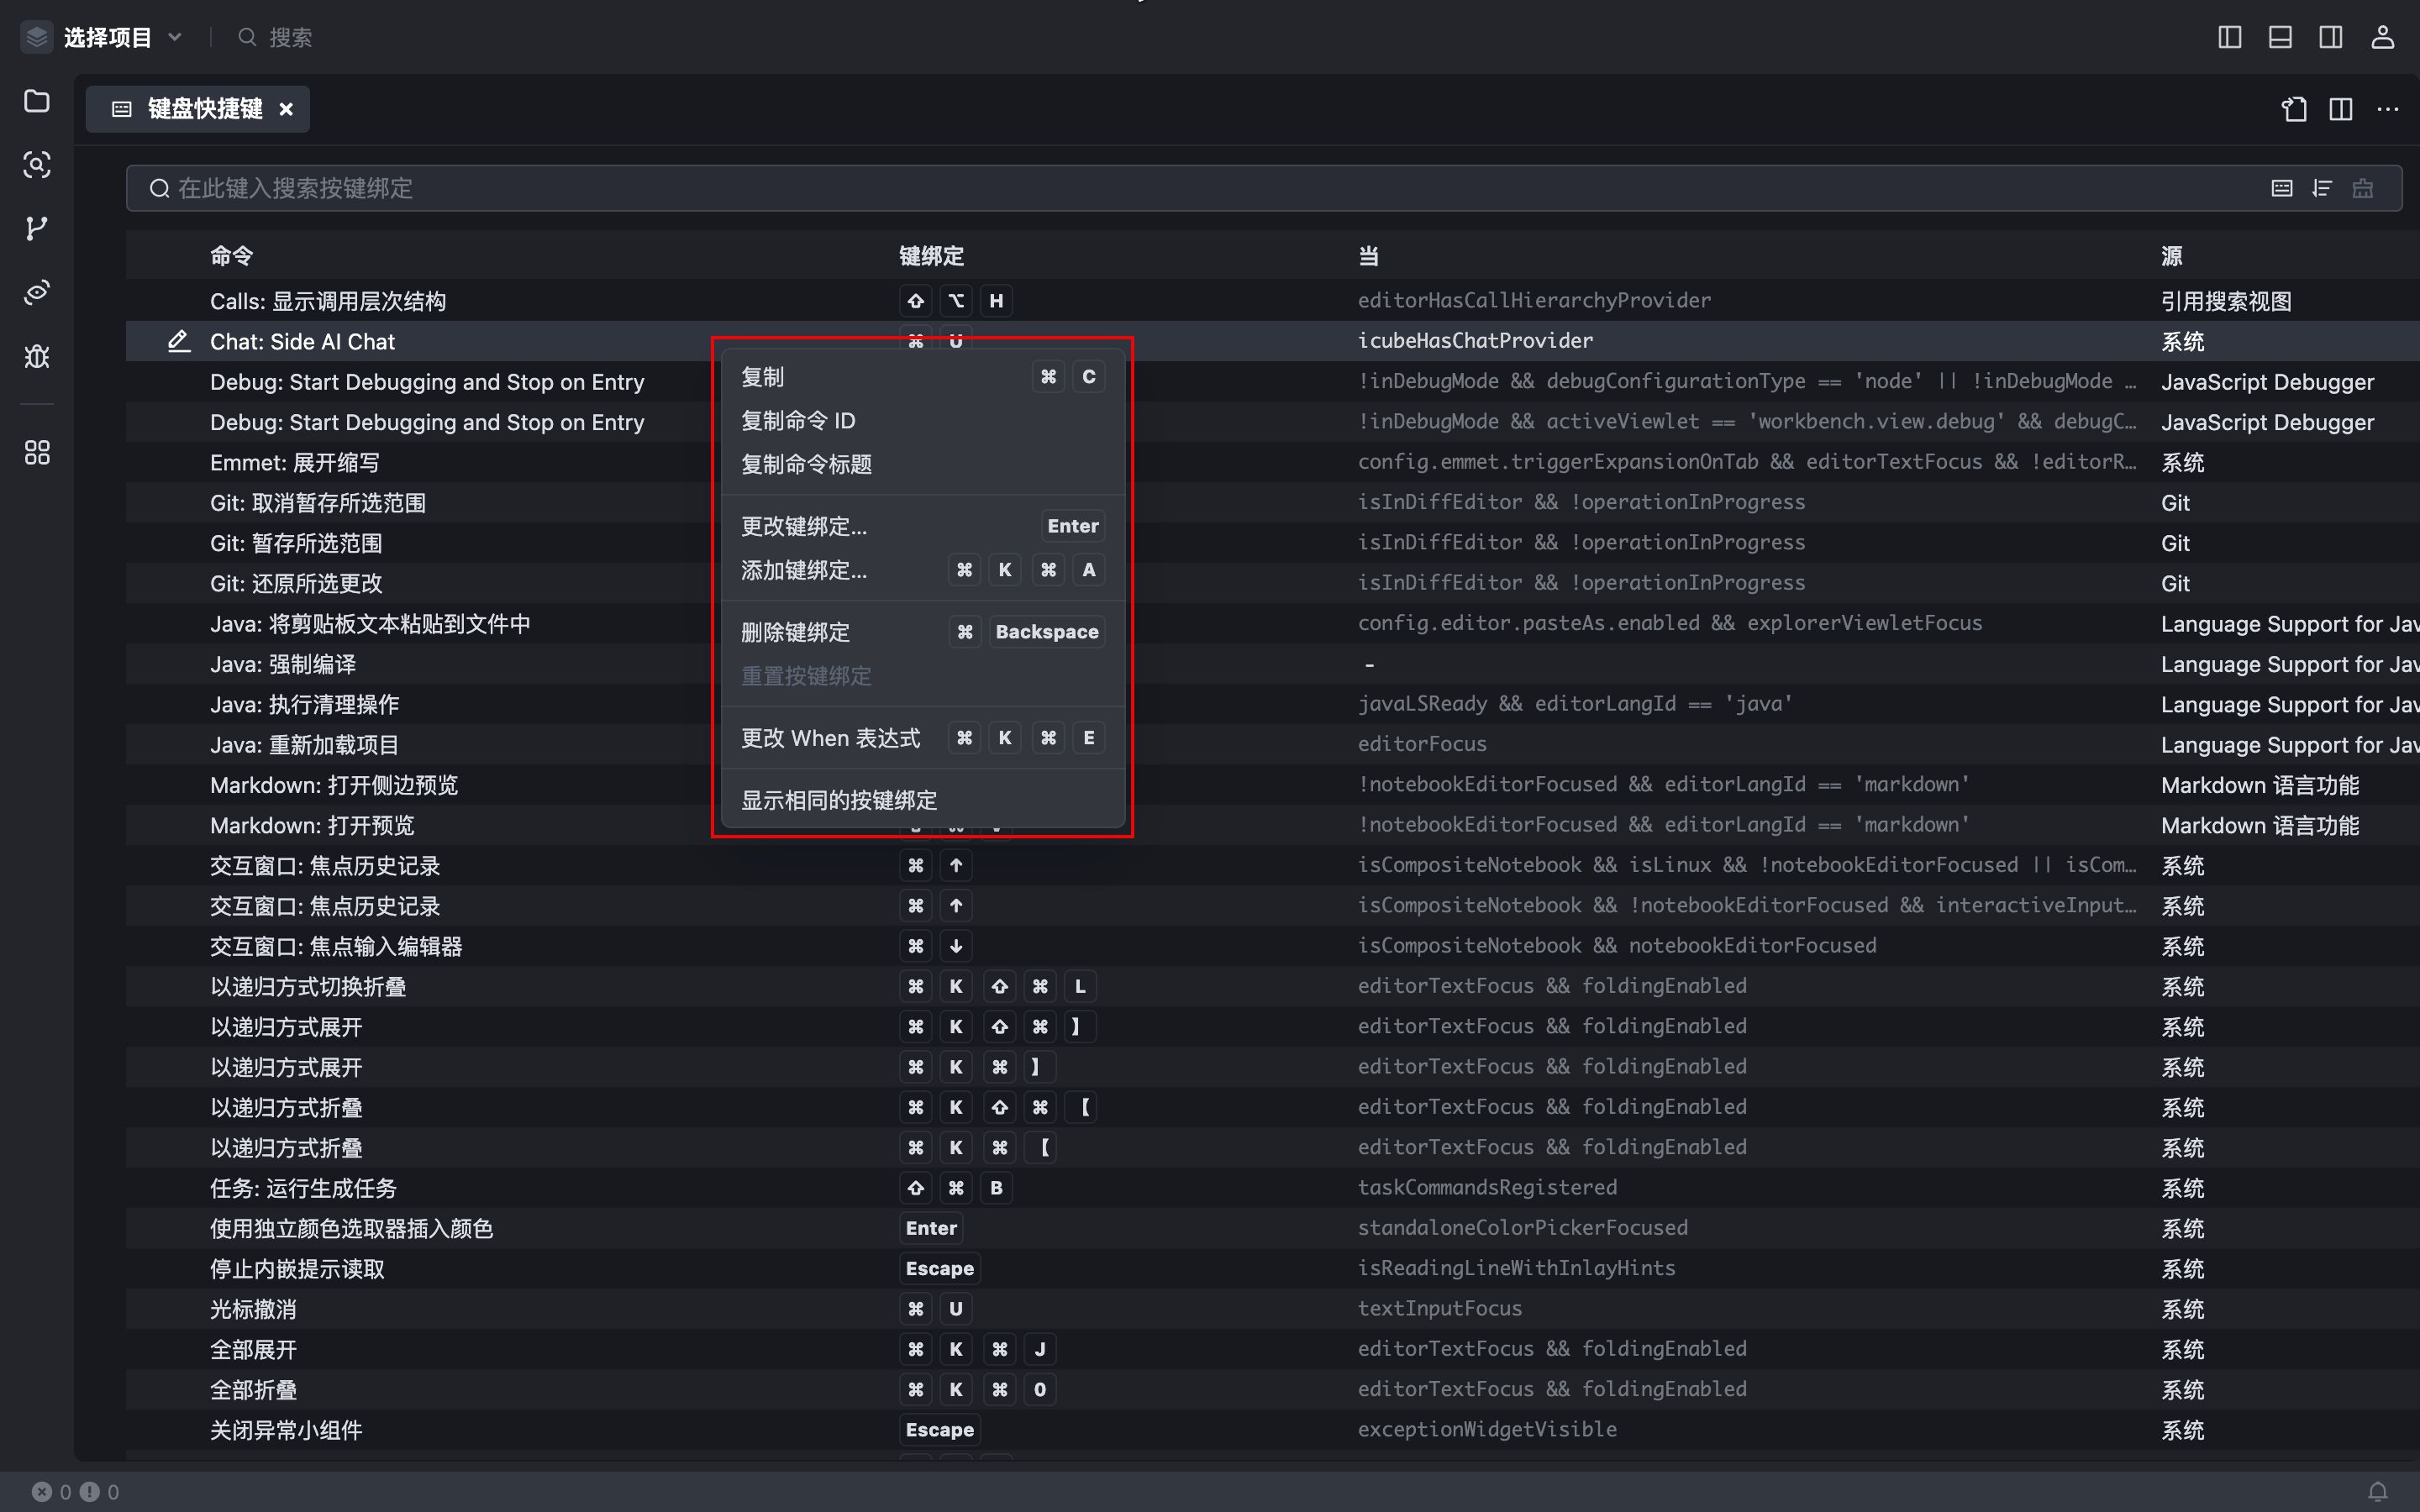 选择项目 搜索
键盘快捷键
在此键入搜索按键绑定
命令 键绑定 当 源
Calls: 显示调用层次结构 ⇧ ⌥ H editorHasCallHierarchyProvider 引用搜索视图
Chat: Side AI Chat ⌘ U icubeHasChatProvider 系统
Debug: Start Debugging and Stop on Entry !inDebugMode && debugConfigurationType == 'node' || !inDebugMode … JavaScript Debugger
Debug: Start Debugging and Stop on Entry !inDebugMode && activeViewlet == 'workbench.view.debug' && debugC… JavaScript Debugger
Emmet: 展开缩写 config.emmet.triggerExpansionOnTab && editorTextFocus && !editorR… 系统
Git: 取消暂存所选范围 isInDiffEditor && !operationInProgress Git
Git: 暂存所选范围 isInDiffEditor && !operationInProgress Git
Git: 还原所选更改 isInDiffEditor && !operationInProgress Git
Java: 将剪贴板文本粘贴到文件中 config.editor.pasteAs.enabled && explorerViewletFocus Language Support for Jav
Java: 强制编译 - Language Support for Jav
Java: 执行清理操作 javaLSReady && editorLangId == 'java' Language Support for Jav
Java: 重新加载项目 editorFocus Language Support for Jav
Markdown: 打开侧边预览 !notebookEditorFocused && editorLangId == 'markdown' Markdown 语言功能
Markdown: 打开预览 !notebookEditorFocused && editorLangId == 'markdown' Markdown 语言功能
复制 ⌘ C
复制命令 ID
复制命令标题
更改键绑定... Enter
添加键绑定... ⌘ K ⌘ A
删除键绑定 ⌘ Backspace
重置按键绑定
更改 When 表达式 ⌘ K ⌘ E
显示相同的按键绑定
交互窗口: 焦点历史记录 ⌘ ↑ isCompositeNotebook && isLinux && !notebookEditorFocused || isCom… 系统
交互窗口: 焦点历史记录 ⌘ ↑ isCompositeNotebook && !notebookEditorFocused && interactiveInput… 系统
交互窗口: 焦点输入编辑器 ⌘ ↓ isCompositeNotebook && notebookEditorFocused 系统
以递归方式切换折叠 ⌘ K ⇧ ⌘ L editorTextFocus && foldingEnabled 系统
以递归方式展开 ⌘ K ⇧ ⌘ 】 editorTextFocus && foldingEnabled 系统
以递归方式展开 ⌘ K ⌘ 】 editorTextFocus && foldingEnabled 系统
以递归方式折叠 ⌘ K ⇧ ⌘ 【 editorTextFocus && foldingEnabled 系统
以递归方式折叠 ⌘ K ⌘ 【 editorTextFocus && foldingEnabled 系统
任务: 运行生成任务 ⇧ ⌘ B taskCommandsRegistered 系统
使用独立颜色选取器插入颜色 Enter standaloneColorPickerFocused 系统
停止内嵌提示读取 Escape isReadingLineWithInlayHints 系统
光标撤消 ⌘ U textInputFocus 系统
全部展开 ⌘ K ⌘ J editorTextFocus && foldingEnabled 系统
全部折叠 ⌘ K ⌘ 0 editorTextFocus && foldingEnabled 系统
关闭异常小组件 Escape exceptionWidgetVisible 系统
0 0